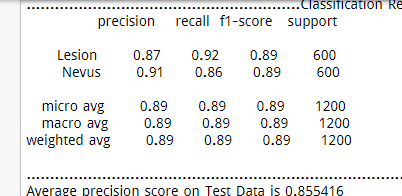 ....................................................Classification Re
precision recall f1-score support
Lesion 0.87 0.92 0.89 600
Nevus 0.91 0.86 0.89 600
micro avg 0.89 0.89 0.89 1200
macro avg 0.89 0.89 0.89 1200
weighted avg 0.89 0.89 0.89 1200
........................................................................
Average precision score on Test Data is 0.855416